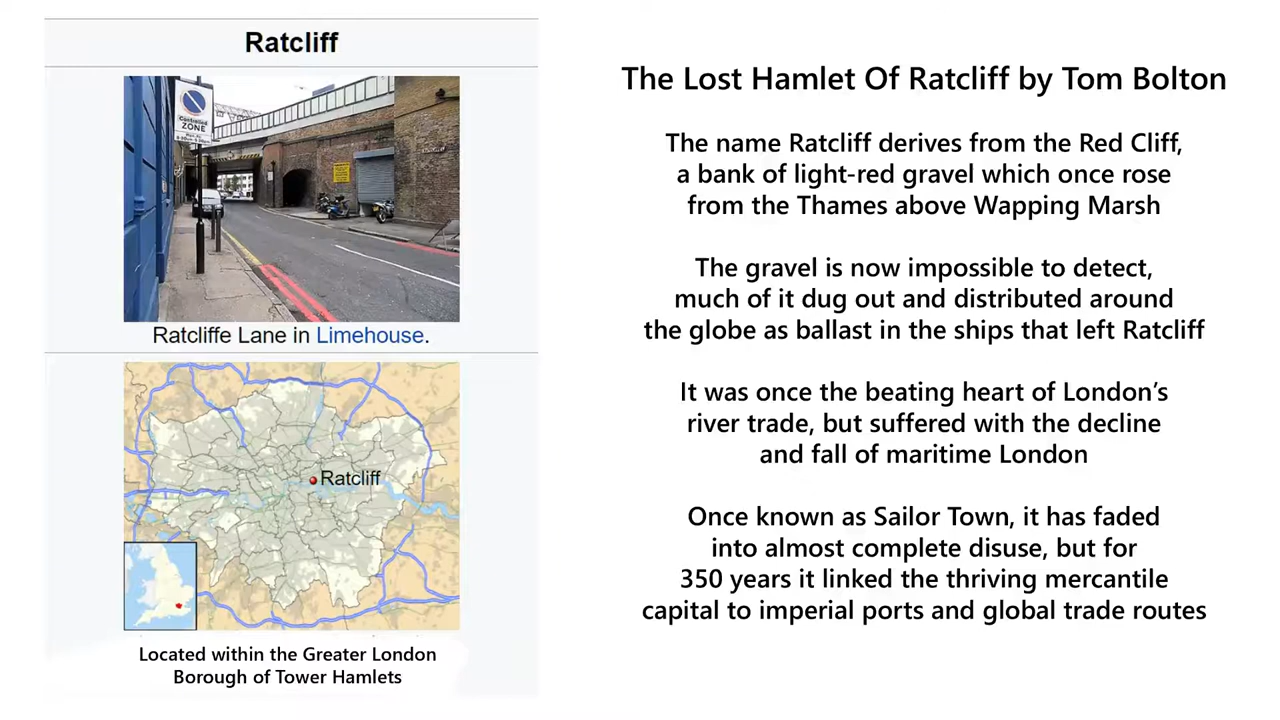 Ratcliff
Controlled
ZONE
Ratcliffe Lane in Limehouse.
Ratcliff
Located within the Greater London
Borough of Tower Hamlets
The Lost Hamlet Of Ratcliff by Tom Bolton
The name Ratcliff derives from the Red Cliff,
a bank of light-red gravel which once rose
from the Thames above Wapping Marsh
The gravel is now impossible to detect,
much of it dug out and distributed around
the globe as ballast in the ships that left Ratcliff
It was once the beating heart of London’s
river trade, but suffered with the decline
and fall of maritime London
Once known as Sailor Town, it has faded
into almost complete disuse, but for
350 years it linked the thriving mercantile
capital to imperial ports and global trade routes